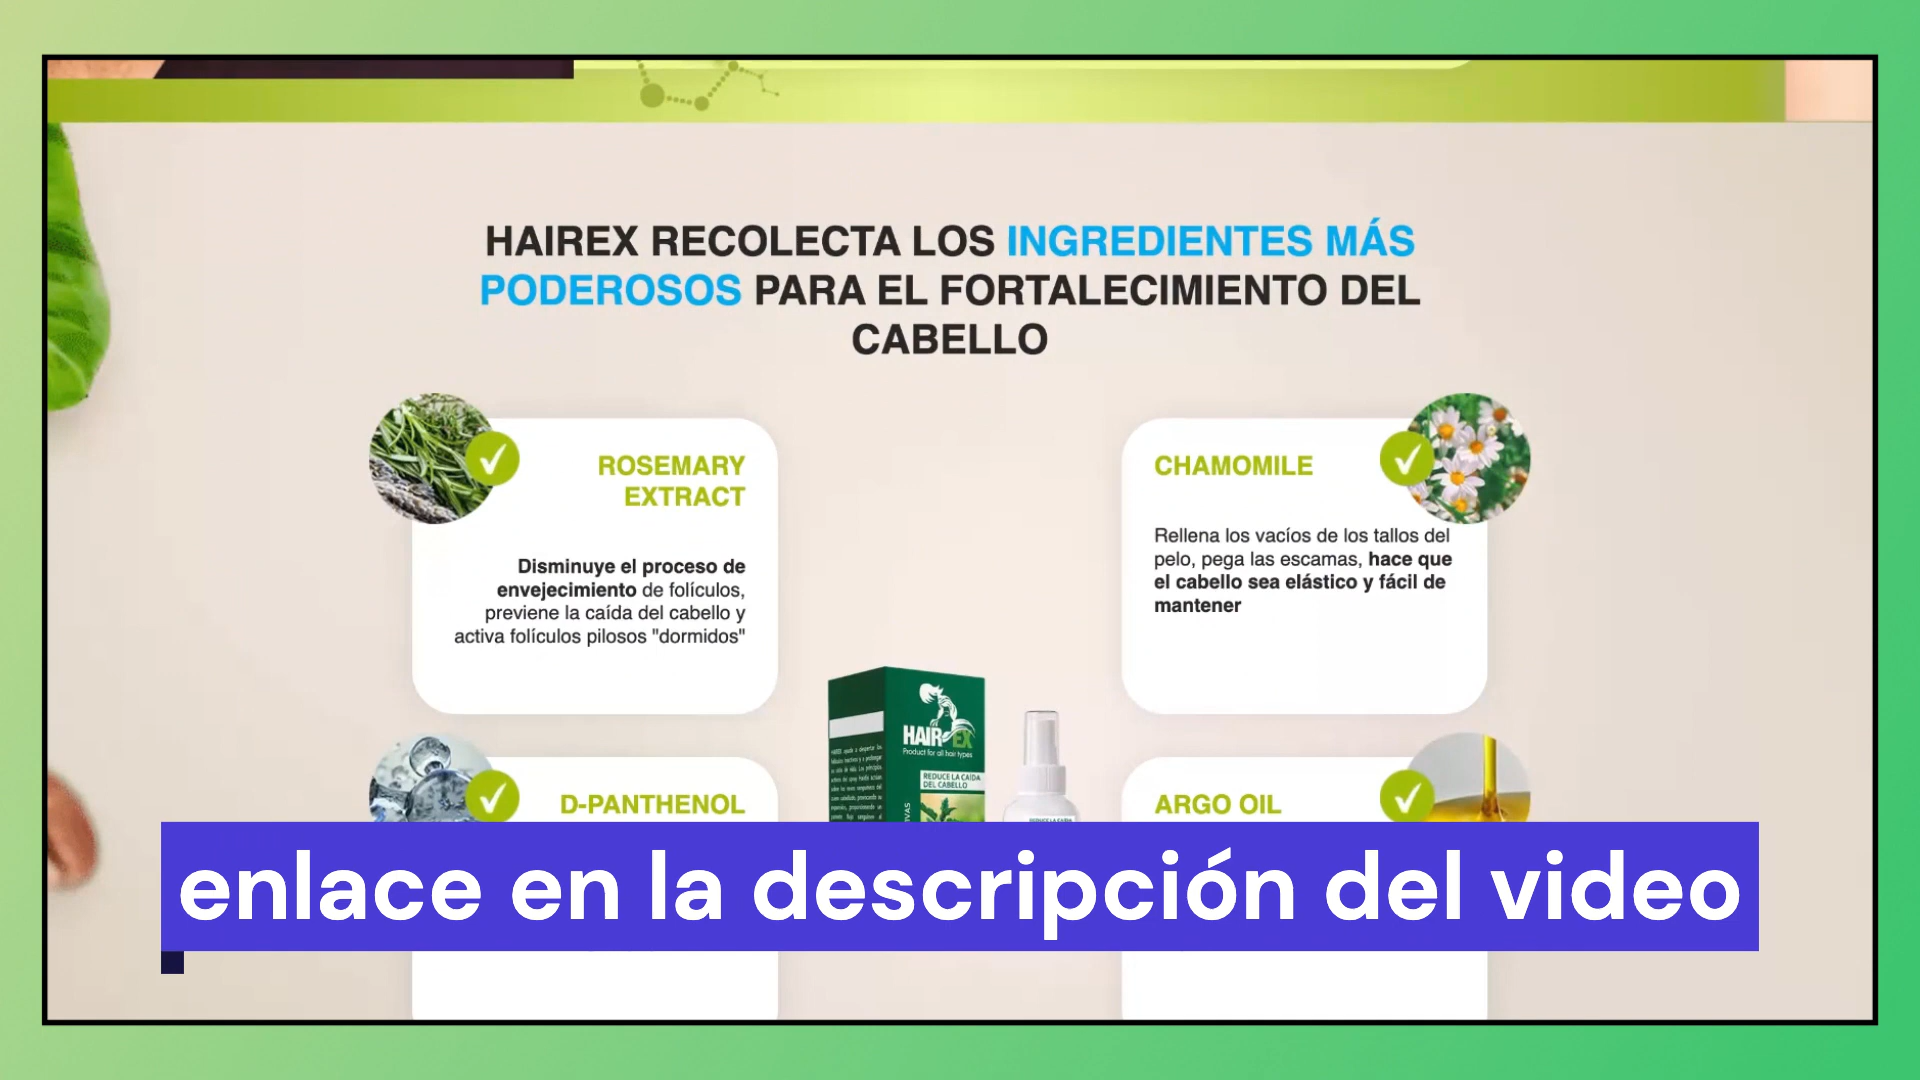 HAIREX RECOLECTA LOS INGREDIENTES MÁS
PODEROSOS PARA EL FORTALECIMIENTO DEL
CABELLO
ROSEMARY
EXTRACT
Disminuye el proceso de
envejecimiento de folículos,
previene la caída del cabello y
activa folículos pilosos "dormidos"
CHAMOMILE
Rellena los vacíos de los tallos del
pelo, pega las escamas, hace que
el cabello sea elástico y fácil de
mantener
HAIR EX
Product for all hair types
REDUCE LA CAÍDA
DEL CABELLO
D-PANTHENOL
ARGO OIL
enlace en la descripción del video